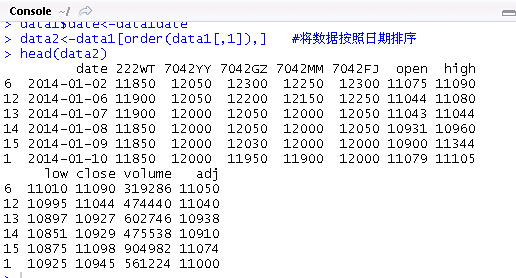 Console ~/
> data1$date<-data1date
> data2<-data1[order(data1[,1]),]   #将数据按照日期排序
> head(data2)
         date 222WT 7042YY 7042GZ 7042MM 7042FJ  open  high
6  2014-01-02 11850  12050  12300  12250  12300 11075 11090
12 2014-01-06 11900  12050  12200  12150  12250 11044 11080
13 2014-01-07 11900  12000  12050  12000  12050 11043 11044
14 2014-01-08 11850  12000  12050  12000  12050 10931 10960
15 2014-01-09 11850  12000  12030  12000  12000 10900 11344
1  2014-01-10 11850  12000  11950  11900  12000 11079 11105
     low close volume   adj
6  11010 11090 319286 11050
12 10995 11044 474440 11040
13 10897 10927 602746 10938
14 10851 10929 475538 10910
15 10875 11098 904982 11074
1  10925 10945 561224 11000
>